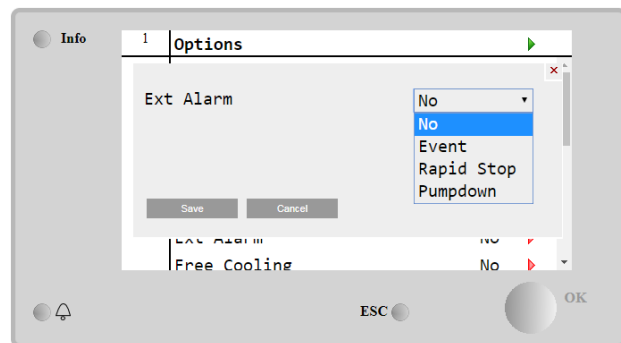 Info
1 Options
×
Ext Alarm No
No
Event
Rapid Stop
Pumpdown
Save Cancel
Ext Alarm No
Free Cooling No
ESC OK